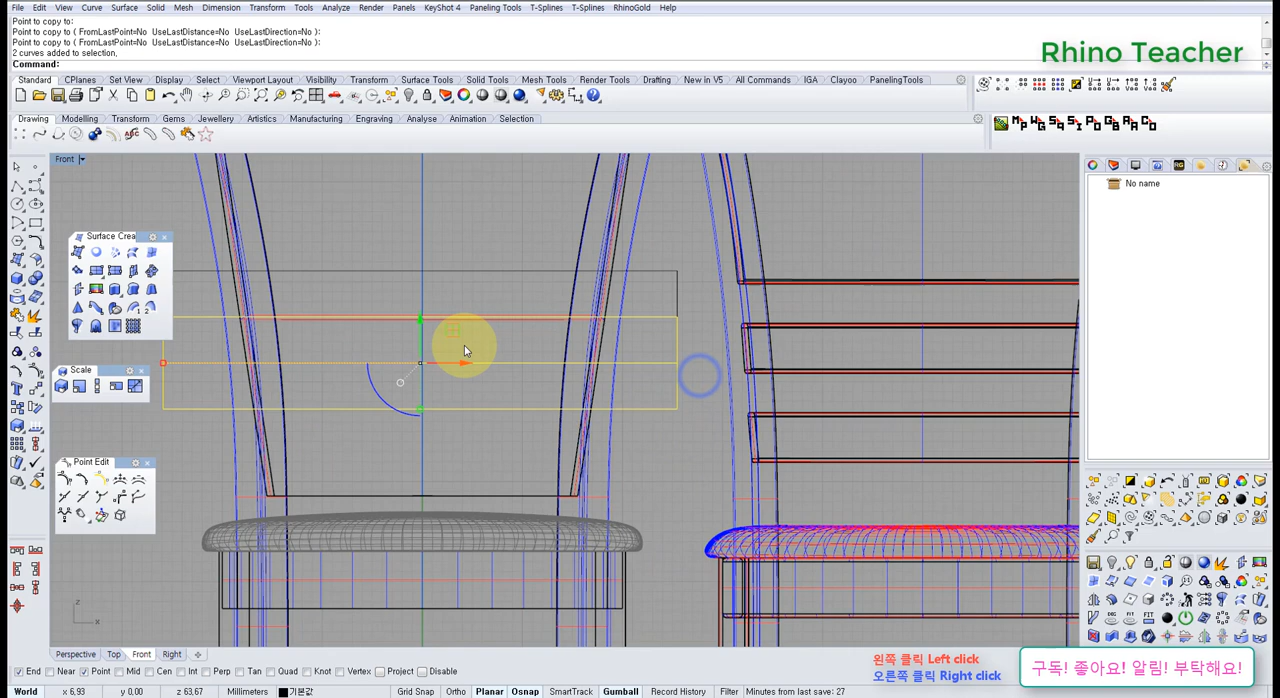 File Edit View Curve Surface Solid Mesh Dimension Transform Tools Analyze Render Panels KeyShot 4 Paneling Tools T-Splines T-Splines RhinoGold Help
Point to copy to:
Point to copy to ( FromLastPoint=No UseLastDistance=No UseLastDirection=No ):
Point to copy to ( FromLastPoint=No UseLastDistance=No UseLastDirection=No ):
2 curves added to selection,
Command:
Rhino Teacher
Standard CPlanes Set View Display Select Viewport Layout Visibility Transform Surface Tools Solid Tools Mesh Tools Render Tools Drafting New in V5 All Commands IGA Clayoo PanelingTools
Drawing Modelling Transform Gems Jewellery Artistics Manufacturing Engraving Analyse Animation Selection
Front
No name
Surface Crea
Scale
Point Edit
z
x
Perspective Top Front Right
End Near Point Mid Cen Int Perp Tan Quad Knot Vertex Project Disable
왼쪽 클릭 Left click
오른쪽 클릭 Right click
구독! 좋아요! 알림! 부탁해요!
World x 6,93 y 0,00 z 63,67 Millimeters 기본값 Grid Snap Ortho Planar Osnap SmartTrack Gumball Record History Filter Minutes from last save: 27